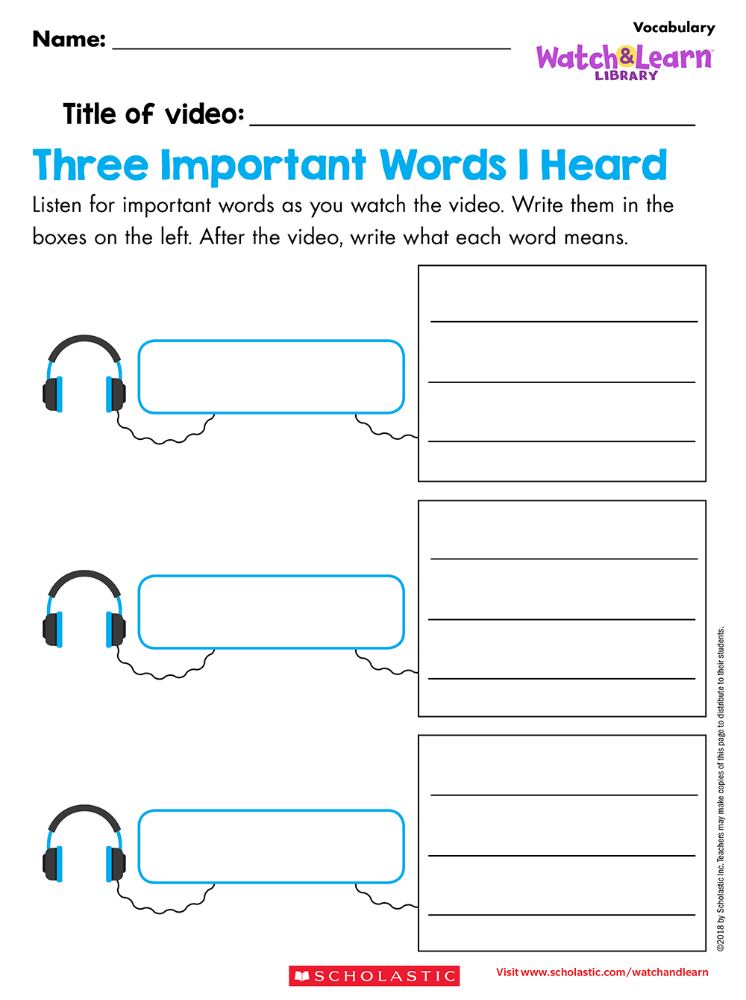 Name:
Vocabulary
Watch&Learn™
LIBRARY
Title of video:
Three Important Words I Heard
Listen for important words as you watch the video. Write them in the
boxes on the left. After the video, write what each word means.
©2018 by Scholastic Inc. Teachers may make copies of this page to distribute to their students.
SCHOLASTIC
Visit www.scholastic.com/watchandlearn